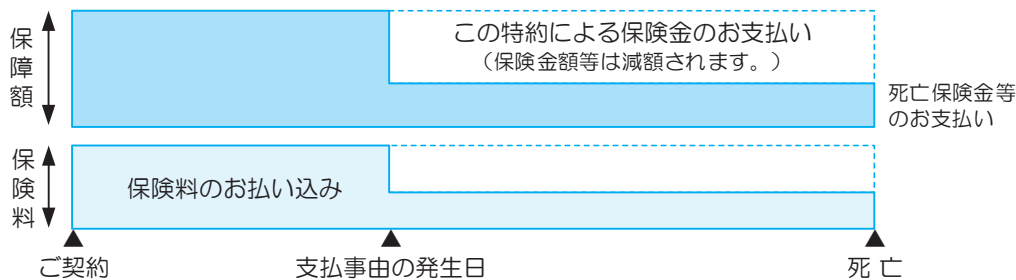 保障額
この特約による保険金のお支払い
（保険金額等は減額されます。）
死亡保険金等
のお支払い
保険料
保険料のお払い込み
ご契約
支払事由の発生日
死 亡